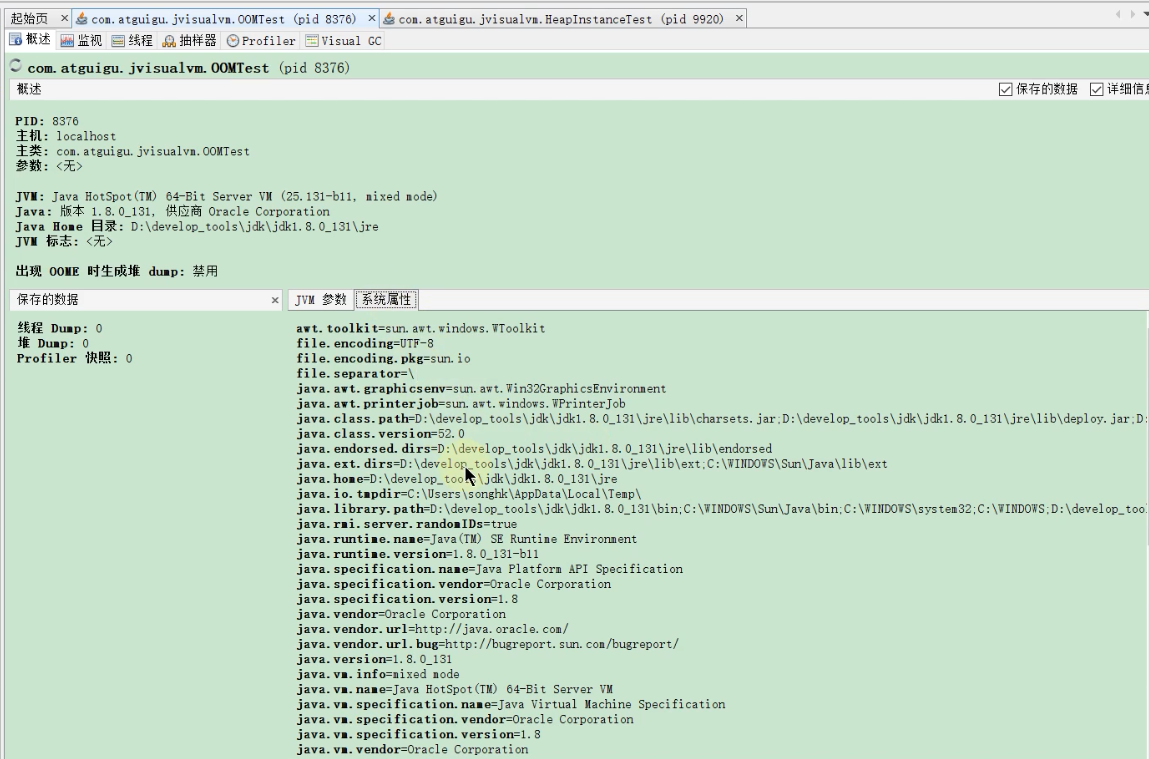 起始页 × com.atguigu.jvisualvm.OOMTest (pid 8376) × com.atguigu.jvisualvm.HeapInstanceTest (pid 9920) ×
概述 监视 线程 抽样器 Profiler Visual GC
com.atguigu.jvisualvm.OOMTest (pid 8376)
概述 保存的数据 详细信息
PID: 8376
主机: localhost
主类: com.atguigu.jvisualvm.OOMTest
参数: <无>
JVM: Java HotSpot(TM) 64-Bit Server VM (25.131-b11, mixed mode)
Java: 版本 1.8.0_131, 供应商 Oracle Corporation
Java Home 目录: D:\develop_tools\jdk\jdk1.8.0_131\jre
JVM 标志: <无>
出现 OOME 时生成堆 dump: 禁用
保存的数据 × JVM 参数 系统属性
线程 Dump: 0
堆 Dump: 0
Profiler 快照: 0
awt.toolkit=sun.awt.windows.WToolkit
file.encoding=UTF-8
file.encoding.pkg=sun.io
file.separator=\
java.awt.graphicsenv=sun.awt.Win32GraphicsEnvironment
java.awt.printerjob=sun.awt.windows.WPrinterJob
java.class.path=D:\develop_tools\jdk\jdk1.8.0_131\jre\lib\charsets.jar;D:\develop_tools\jdk\jdk1.8.0_131\jre\lib\deploy.jar;D:
java.class.version=52.0
java.endorsed.dirs=D:\develop_tools\jdk\jdk1.8.0_131\jre\lib\endorsed
java.ext.dirs=D:\develop_tools\jdk\jdk1.8.0_131\jre\lib\ext;C:\WINDOWS\Sun\Java\lib\ext
java.home=D:\develop_tools\jdk\jdk1.8.0_131\jre
java.io.tmpdir=C:\Users\songhk\AppData\Local\Temp\
java.library.path=D:\develop_tools\jdk\jdk1.8.0_131\bin;C:\WINDOWS\Sun\Java\bin;C:\WINDOWS\system32;C:\WINDOWS;D:\develop_tool
java.rmi.server.randomIDs=true
java.runtime.name=Java(TM) SE Runtime Environment
java.runtime.version=1.8.0_131-b11
java.specification.name=Java Platform API Specification
java.specification.vendor=Oracle Corporation
java.specification.version=1.8
java.vendor=Oracle Corporation
java.vendor.url=http://java.oracle.com/
java.vendor.url.bug=http://bugreport.sun.com/bugreport/
java.version=1.8.0_131
java.vm.info=mixed mode
java.vm.name=Java HotSpot(TM) 64-Bit Server VM
java.vm.specification.name=Java Virtual Machine Specification
java.vm.specification.vendor=Oracle Corporation
java.vm.specification.version=1.8
java.vm.vendor=Oracle Corporation